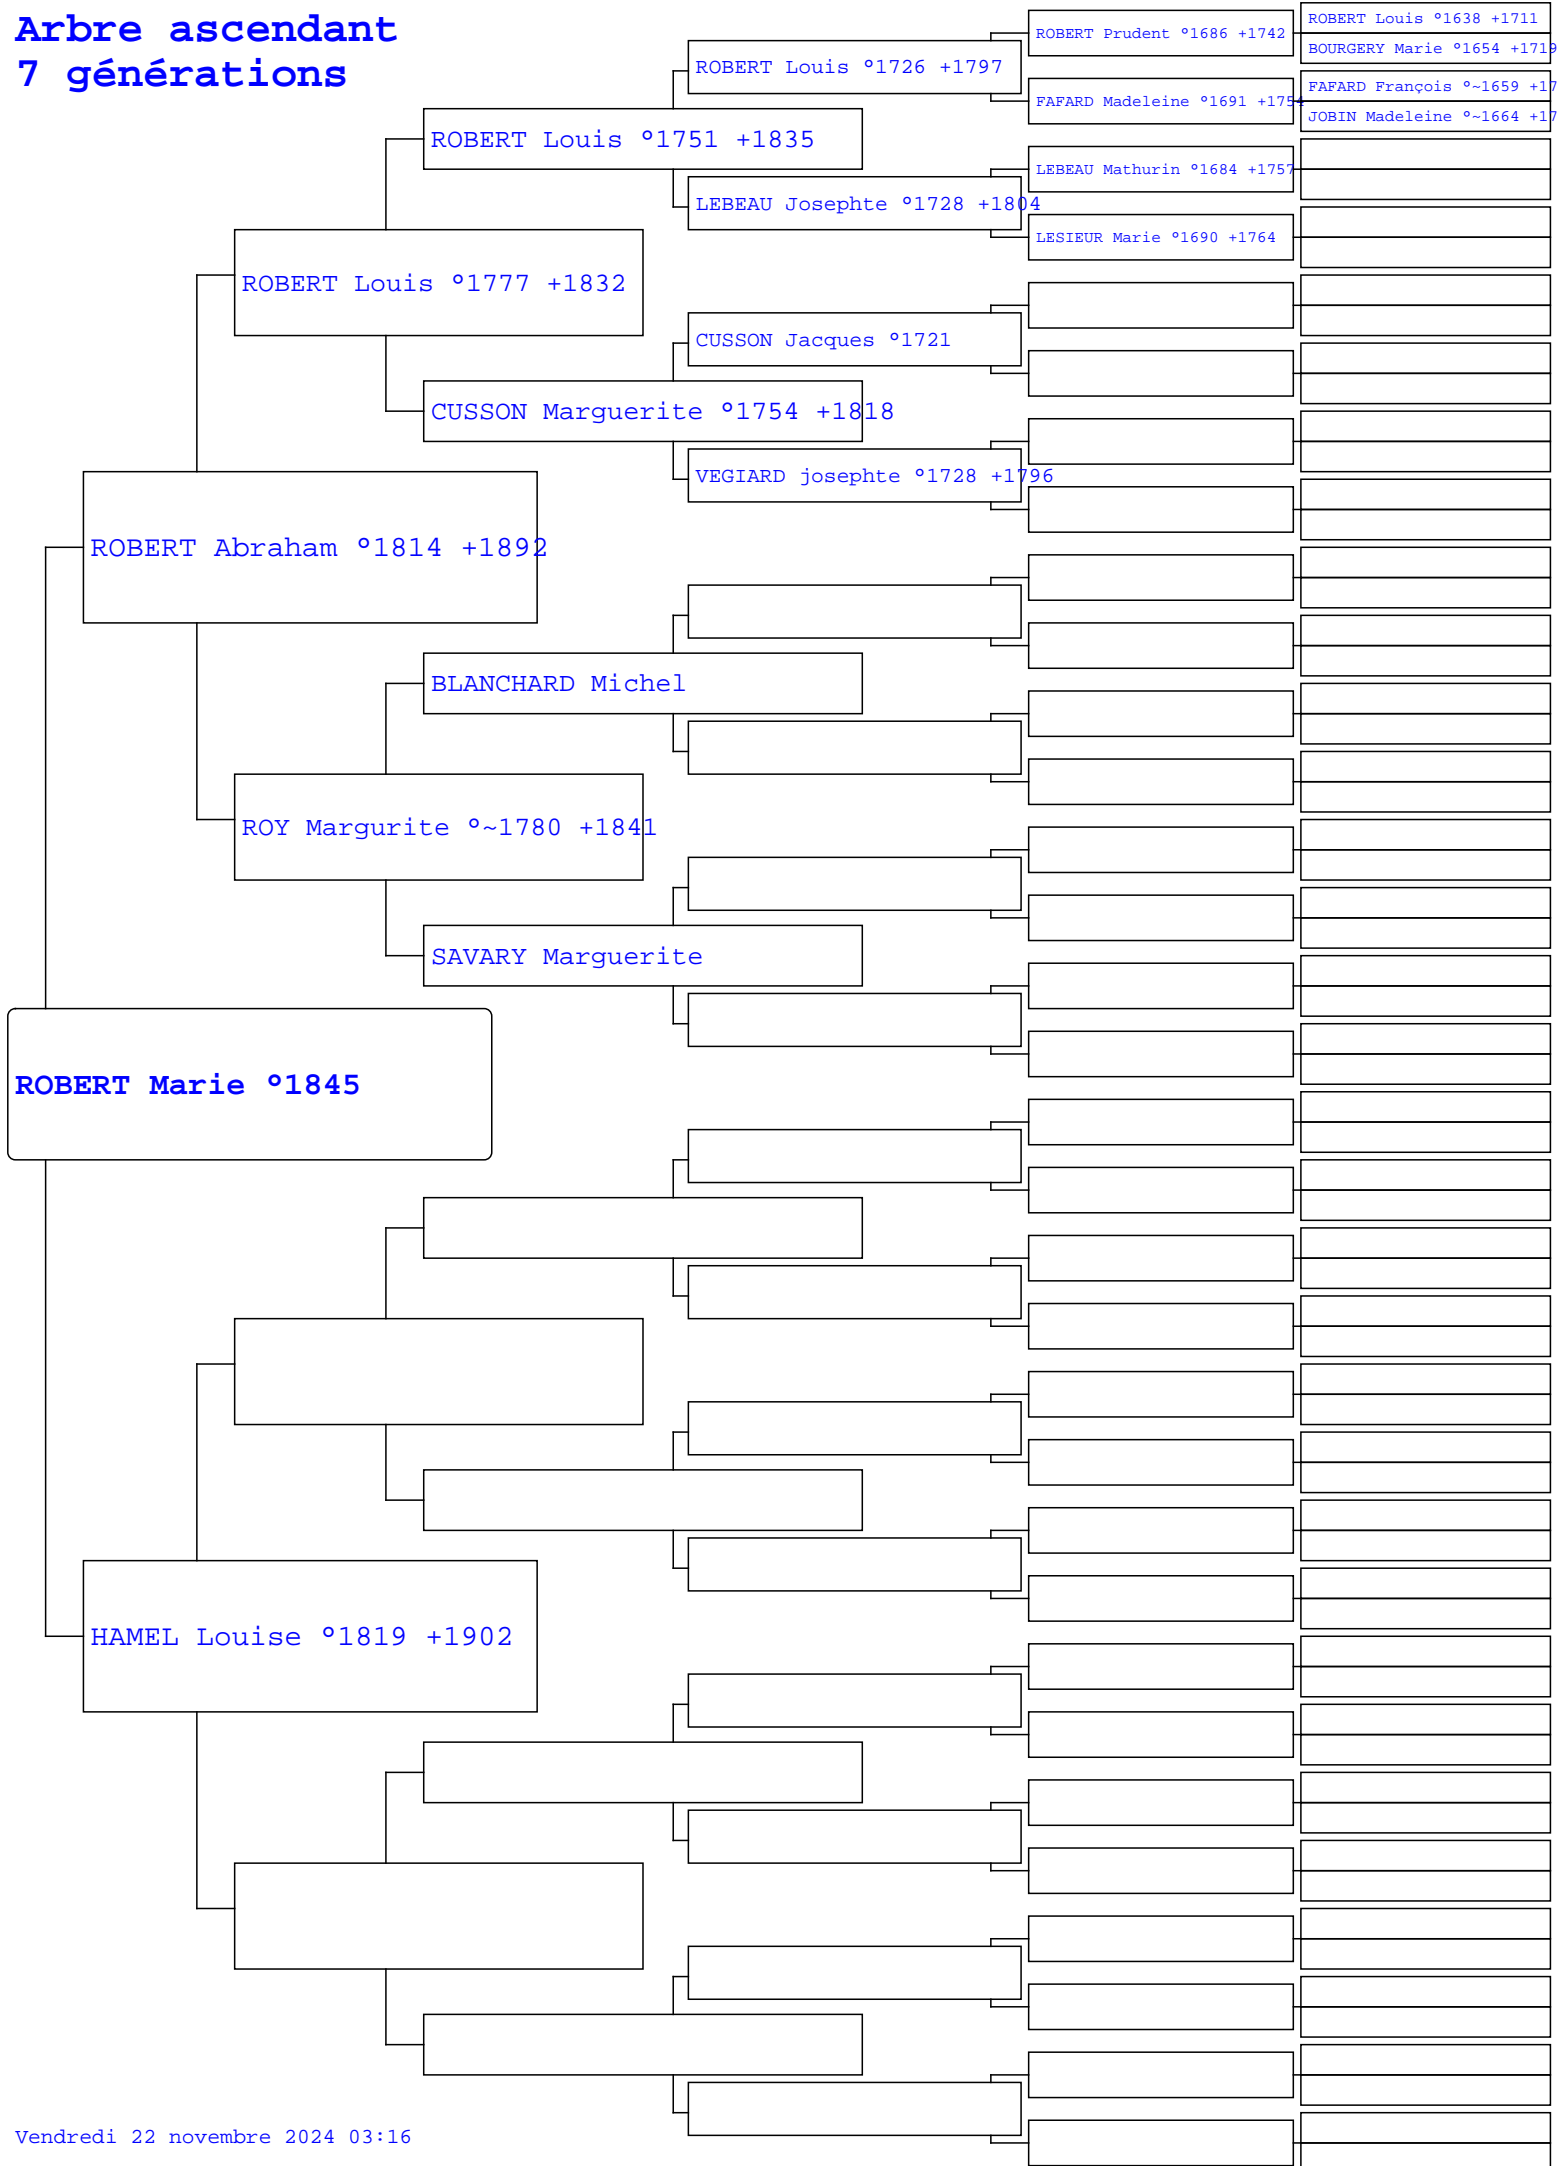 Arbre ascendant
7 générations
ROBERT Prudent °1686 +1742
ROBERT Louis °1638 +1711
BOURGERY Marie °1654 +1719
ROBERT Louis °1726 +1797
FAFARD Madeleine °1691 +1754
FAFARD François °~1659 +17
JOBIN Madeleine °~1664 +17
ROBERT Louis °1751 +1835
LEBEAU Mathurin °1684 +1757
LEBEAU Josephte °1728 +1804
LESIEUR Marie °1690 +1764
ROBERT Louis °1777 +1832
CUSSON Jacques °1721
CUSSON Marguerite °1754 +1818
VEGIARD josephte °1728 +1796
ROBERT Abraham °1814 +1892
BLANCHARD Michel
ROY Margurite °~1780 +1841
SAVARY Marguerite
ROBERT Marie °1845
HAMEL Louise °1819 +1902
Vendredi 22 novembre 2024 03:16